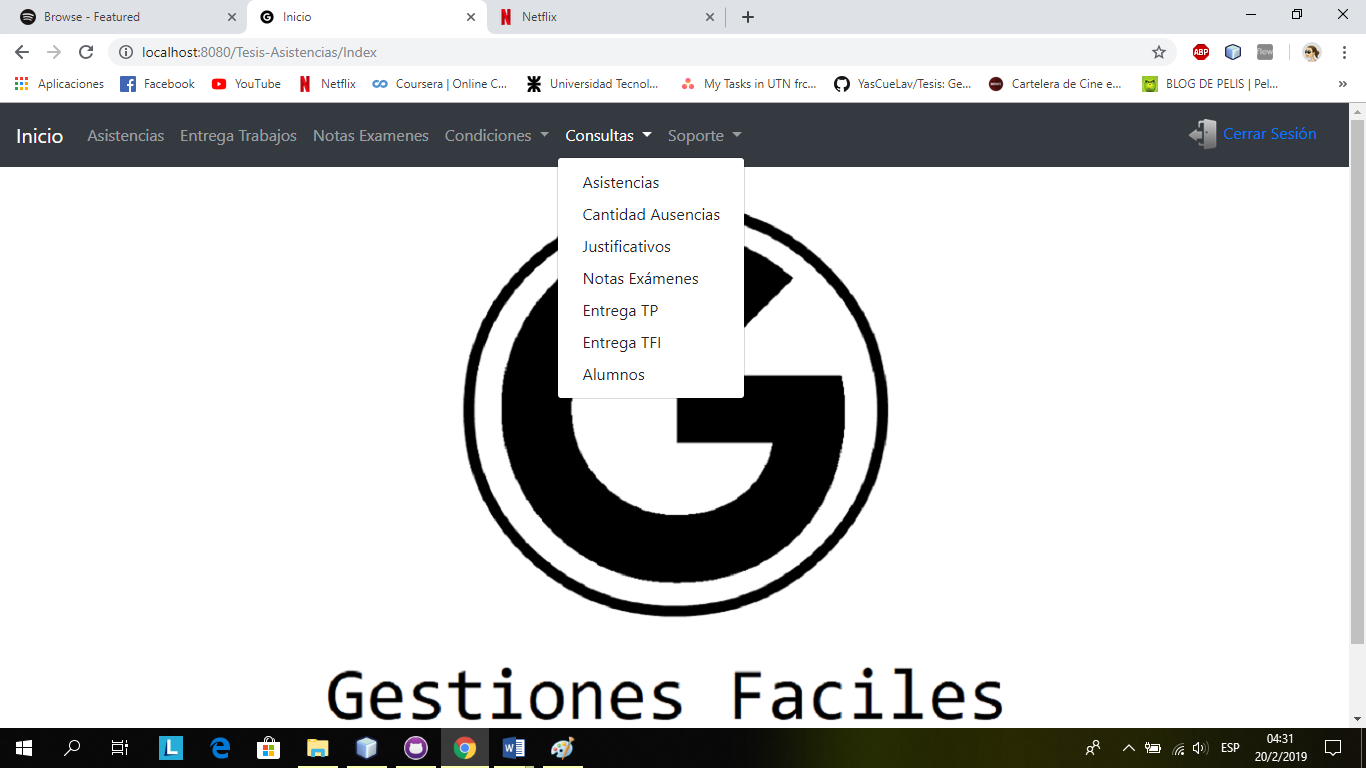 Browse - Featured
Inicio
Netflix
localhost:8080/Tesis-Asistencias/Index
ABP
flow
Aplicaciones
Facebook
YouTube
Netflix
Coursera | Online C...
Universidad Tecnol...
My Tasks in UTN frc...
YasCueLav/Tesis: Ge...
Cartelera de Cine e...
BLOG DE PELIS | Pel...
Inicio
Asistencias
Entrega Trabajos
Notas Examenes
Condiciones
Consultas
Soporte
Cerrar Sesión
Asistencias
Cantidad Ausencias
Justificativos
Notas Exámenes
Entrega TP
Entrega TFI
Alumnos
Gestiones Faciles
ESP
04:31
20/2/2019